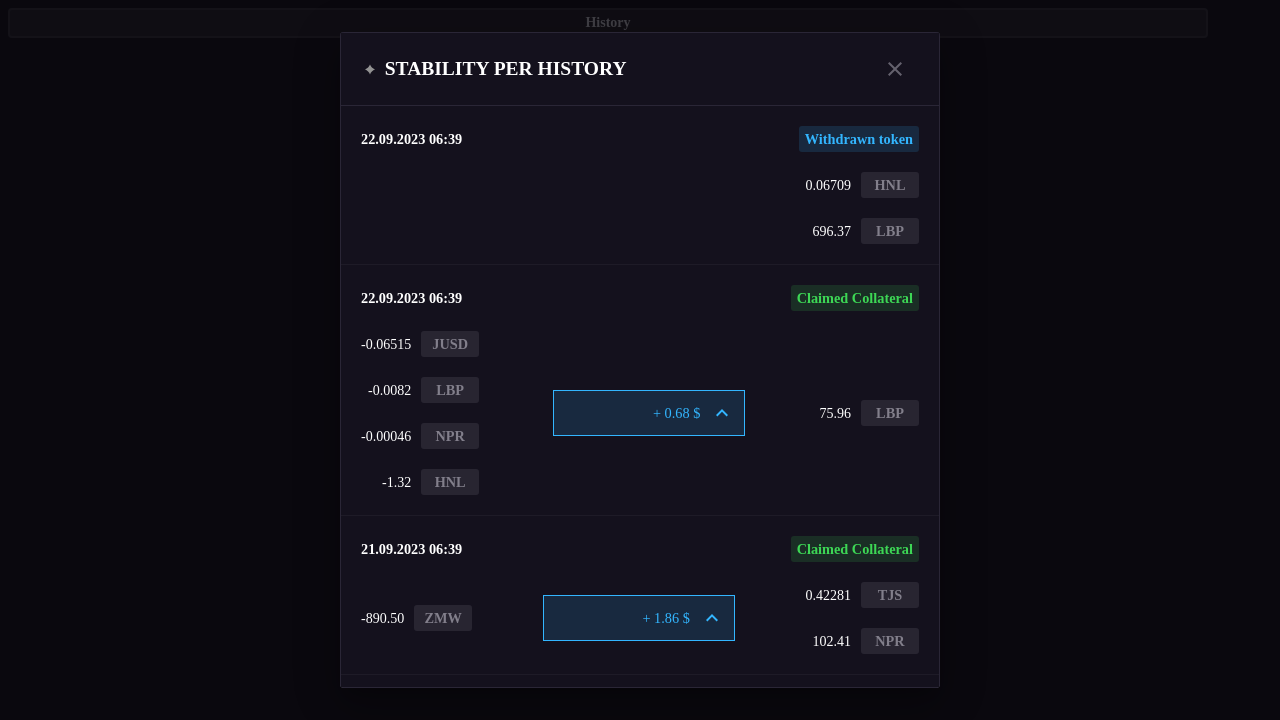 History
STABILITY PER HISTORY
22.09.2023 06:39
Withdrawn token
0.06709 HNL
696.37 LBP
22.09.2023 06:39
Claimed Collateral
-0.06515 JUSD
-0.0082 LBP
-0.00046 NPR
-1.32 HNL
+ 0.68 $
75.96 LBP
21.09.2023 06:39
Claimed Collateral
-890.50 ZMW
+ 1.86 $
0.42281 TJS
102.41 NPR